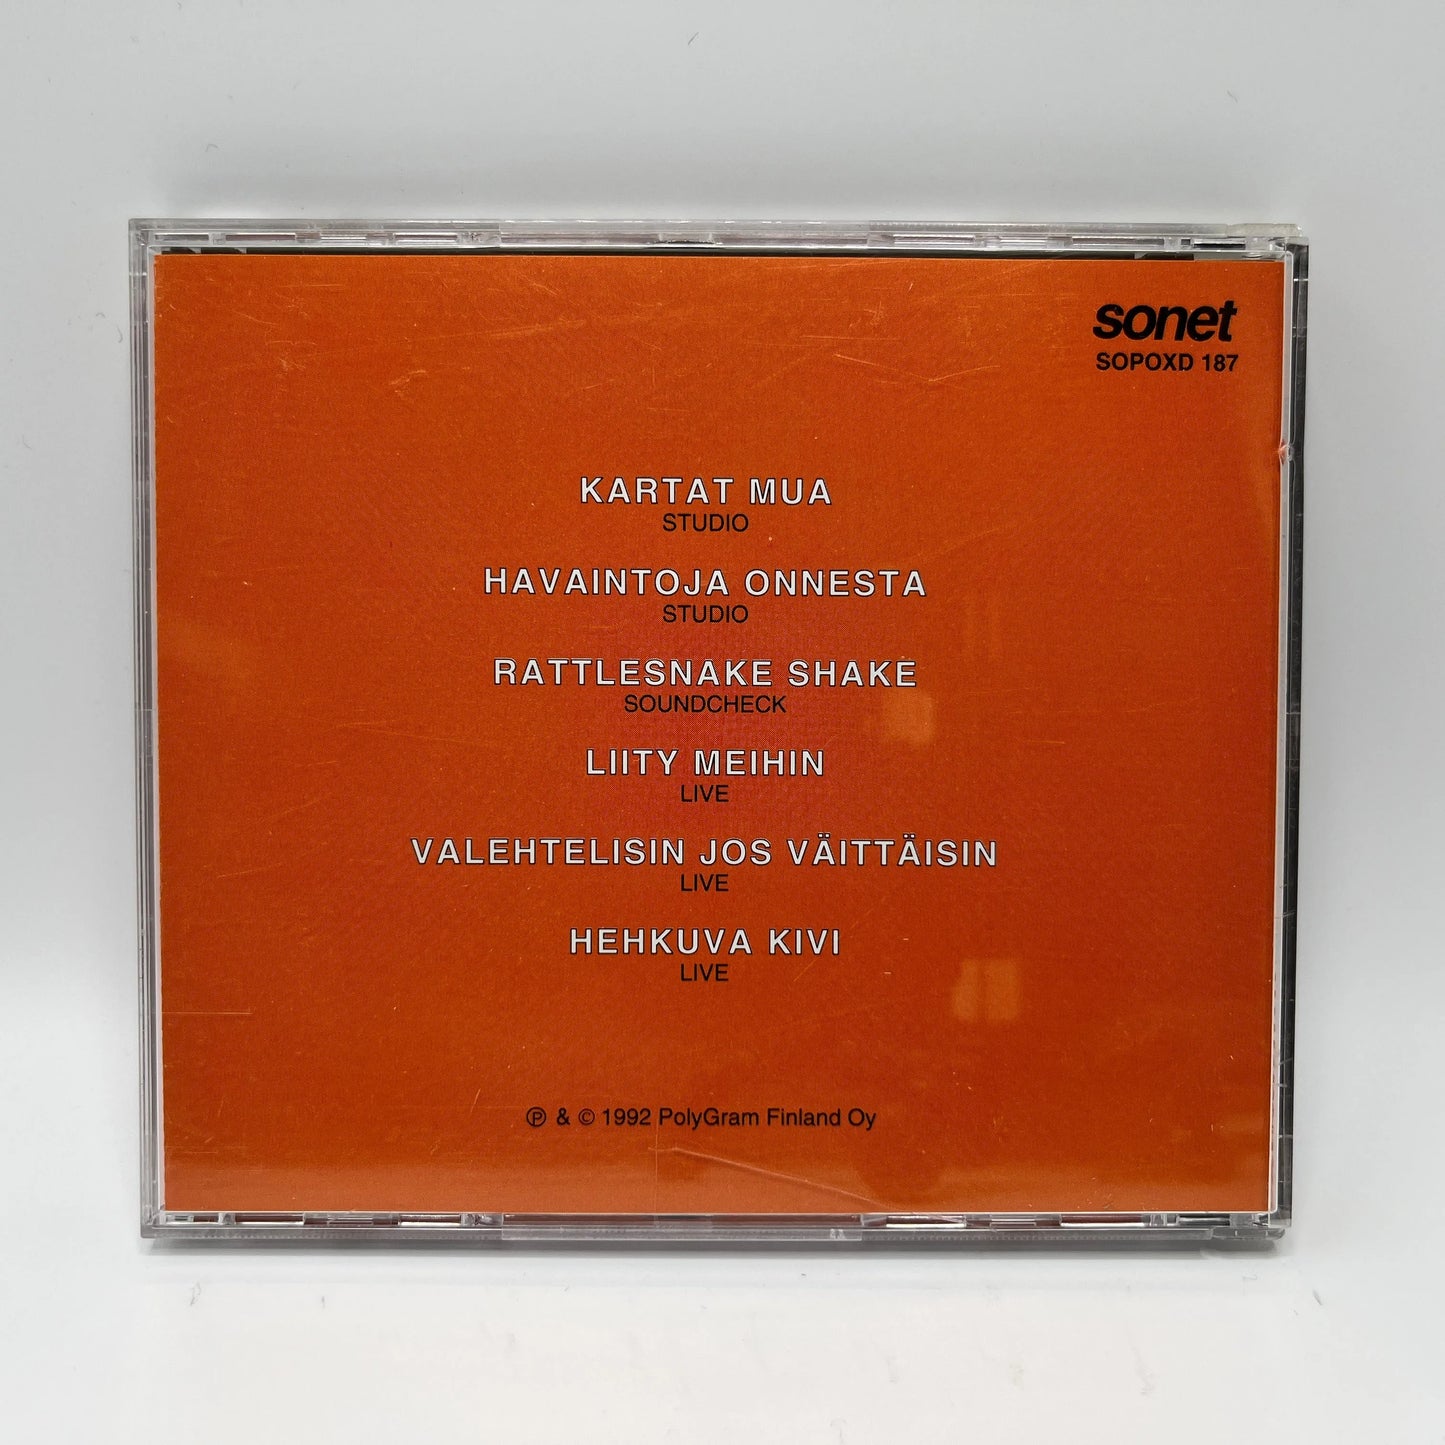 sonet
SOPOXD 187
KARTAT MUA
STUDIO
HAVAINTOJA ONNESTA
STUDIO
RATTLESNAKE SHAKE
SOUNDCHECK
LIITY MEIHIN
LIVE
VALEHTELISIN JOS VÄITTÄISIN
LIVE
HEHKUVA KIVI
LIVE
℗ & © 1992 PolyGram Finland Oy